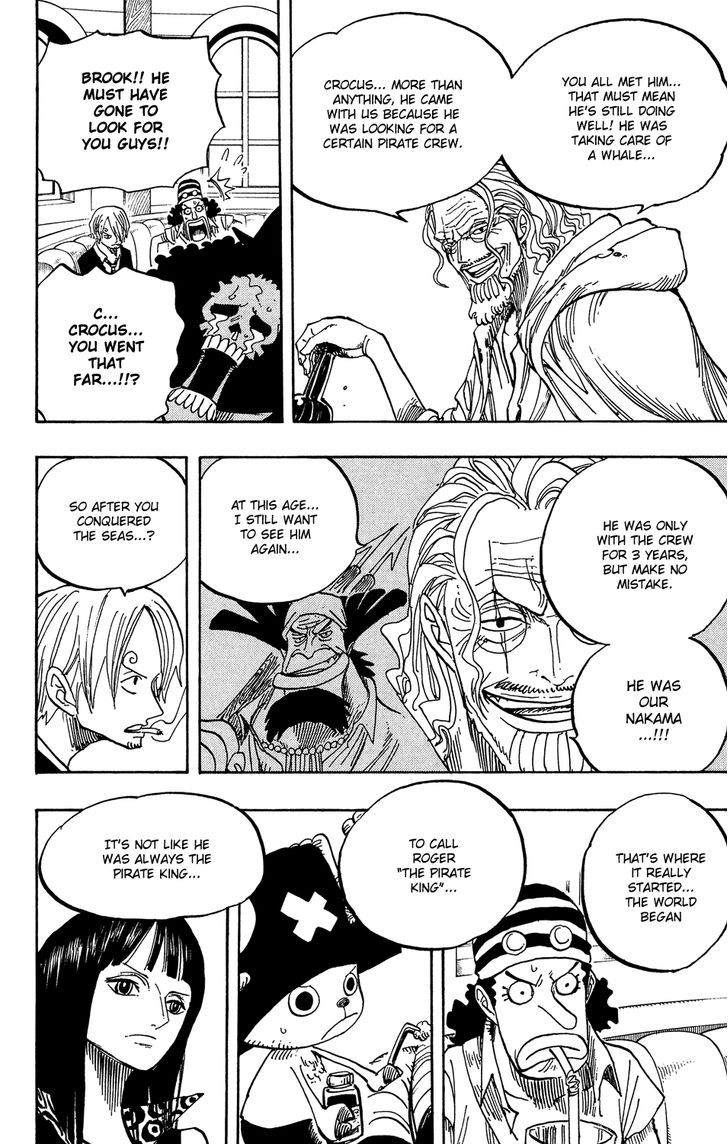 YOU ALL MET HIM...
THAT MUST MEAN
HE'S STILL DOING
WELL! HE WAS
TAKING CARE OF
A WHALE...
CROCUS... MORE THAN
ANYTHING, HE CAME
WITH US BECAUSE HE
WAS LOOKING FOR A
CERTAIN PIRATE CREW.
BROOK!! HE
MUST HAVE
GONE TO
LOOK FOR
YOU GUYS!!
C...
CROCUS...
YOU WENT
THAT
FAR...!!?
HE WAS ONLY
WITH THE CREW
FOR 3 YEARS,
BUT MAKE NO
MISTAKE.
HE WAS
OUR
NAKAMA
...!!!
AT THIS AGE...
I STILL WANT
TO SEE HIM
AGAIN...
SO AFTER YOU
CONQUERED
THE SEAS...?
THAT'S WHERE
IT REALLY
STARTED...
THE WORLD
BEGAN
TO CALL
ROGER
"THE PIRATE
KING"...
IT'S NOT LIKE HE
WAS ALWAYS THE
PIRATE KING...